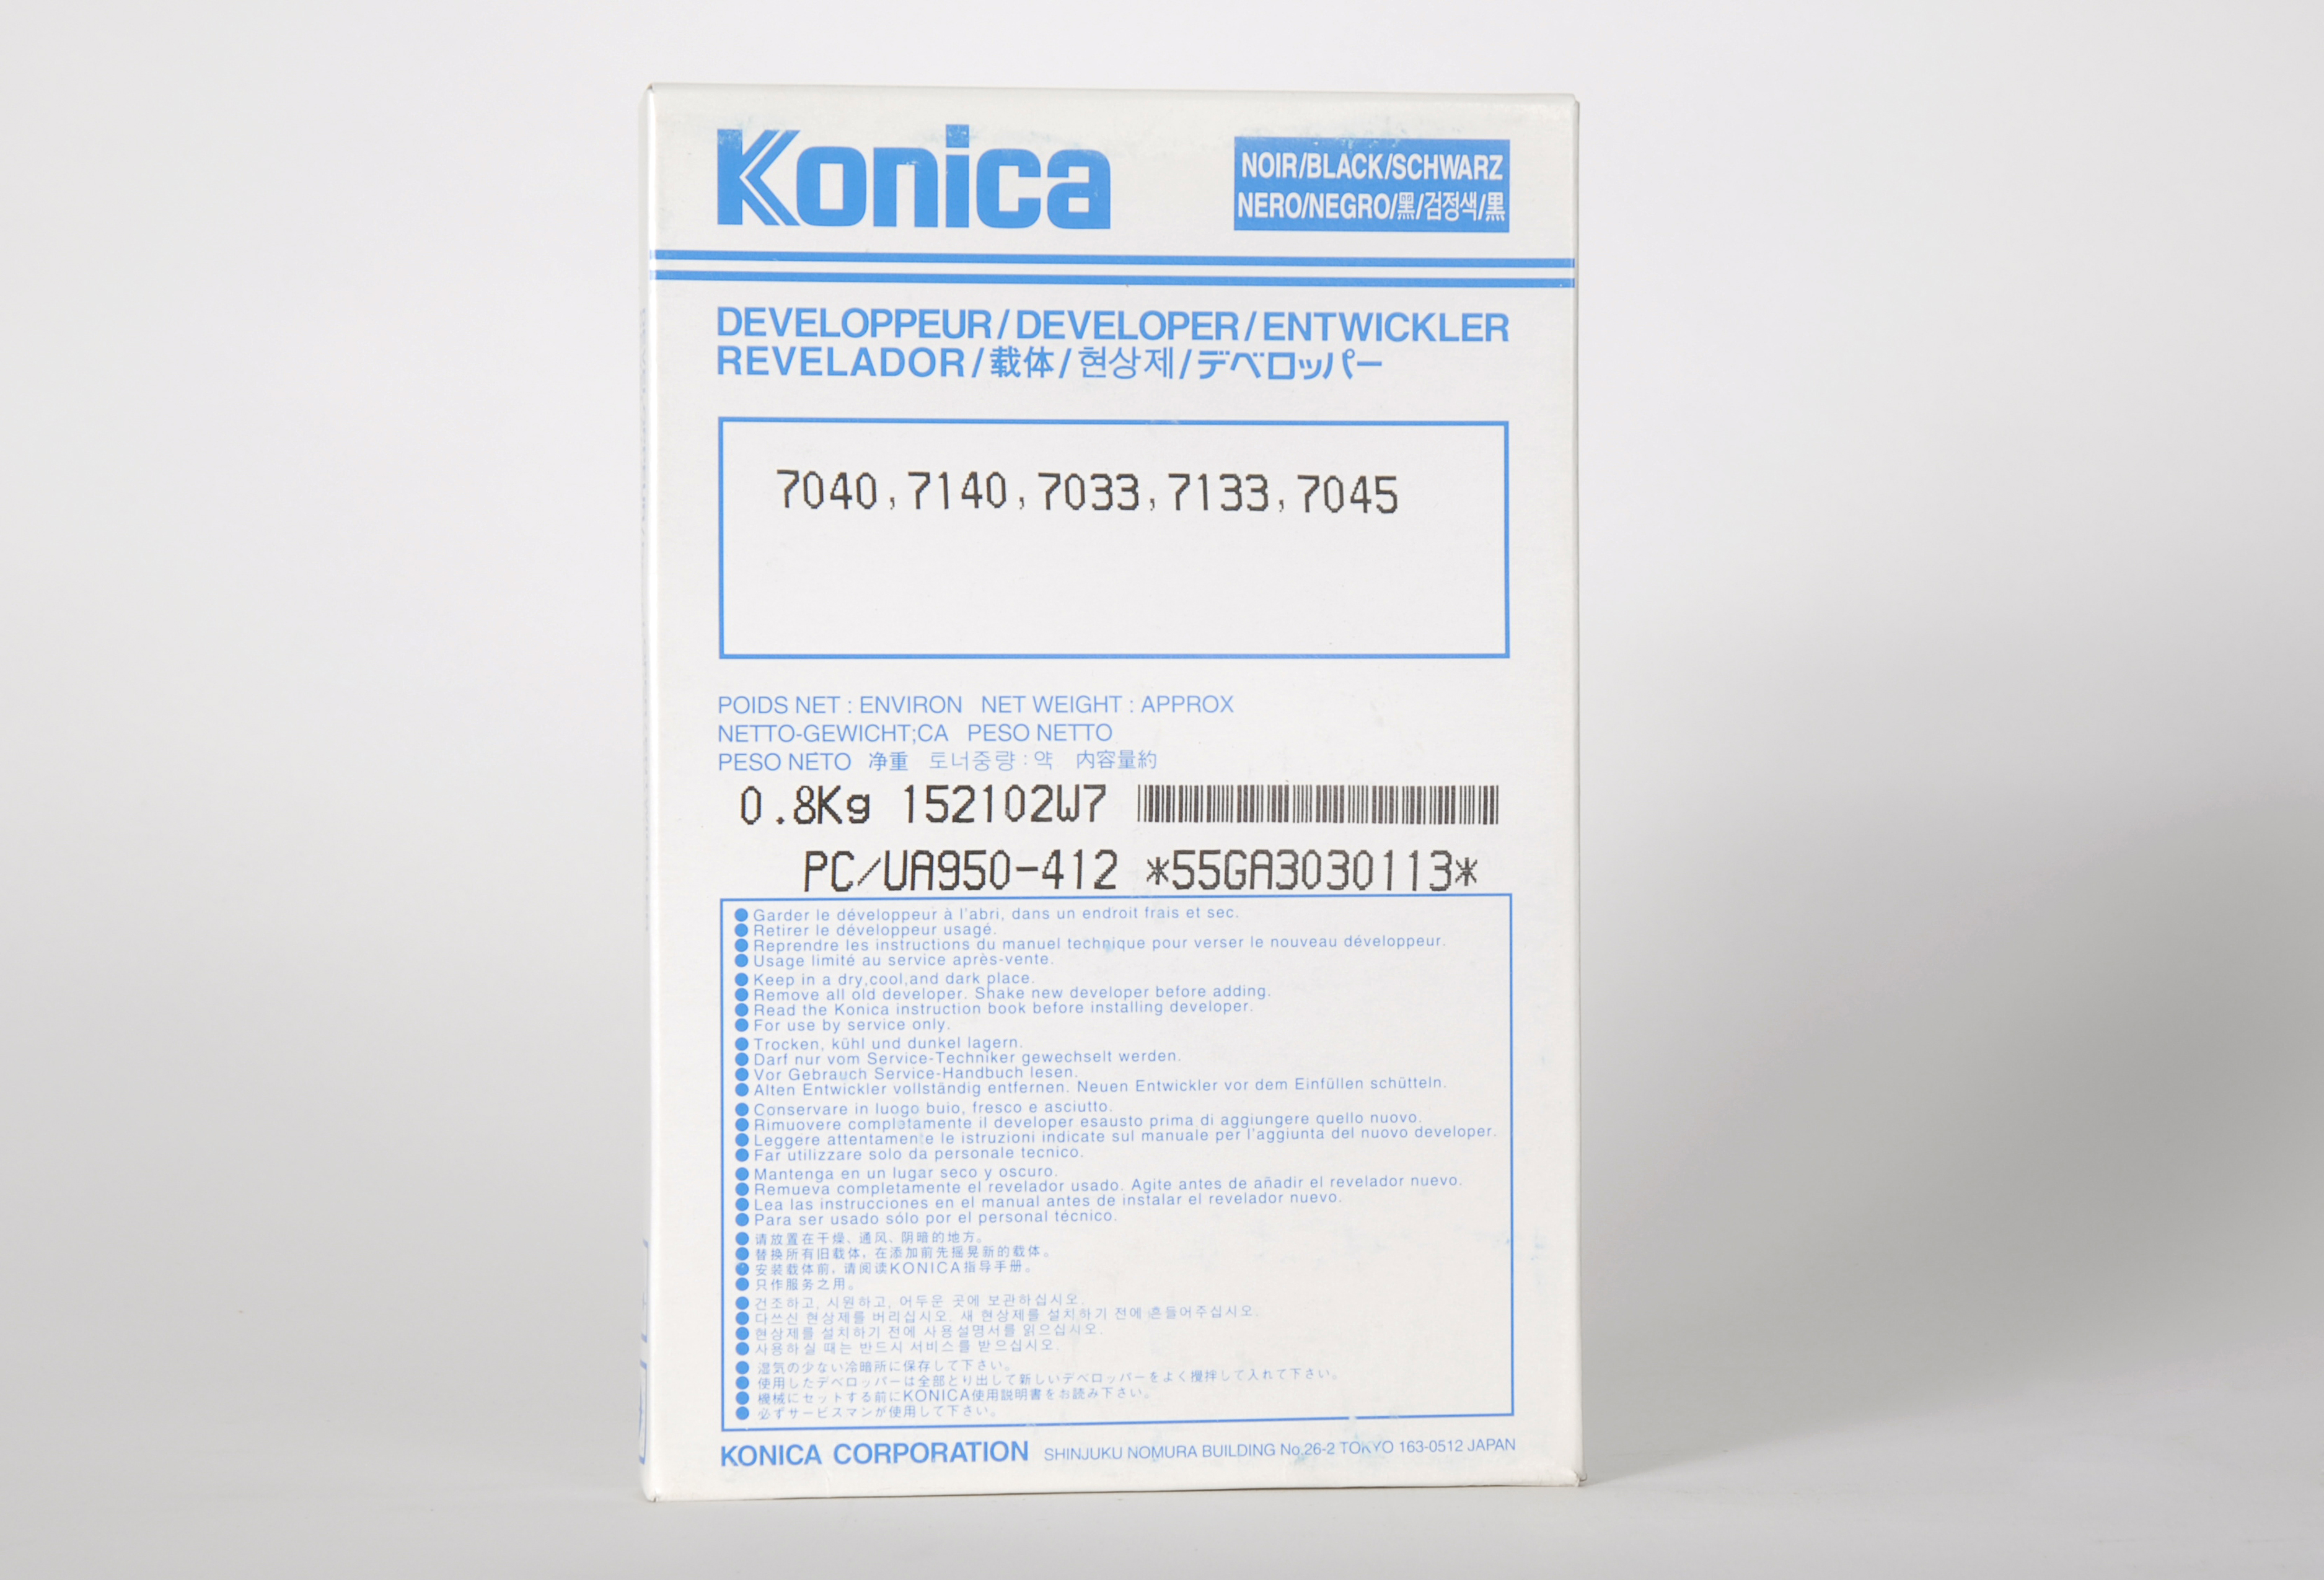 Konica
NOIR/BLACK/SCHWARZ
NERO/NEGRO/黑/검정색/黒
DEVELOPPEUR/DEVELOPER/ENTWICKLER
REVELADOR/载体/현상제/デベロッパー
7040,7140,7033,7133,7045
POIDS NET : ENVIRON NET WEIGHT : APPROX
NETTO-GEWICHT;CA PESO NETTO
PESO NETO 净重 토너중량 : 약 内容量約
0.8Kg 152102W7
PC/UA950-412 *55GA3030113*
● Garder le développeur à l'abri, dans un endroit frais et sec.
● Retirer le développeur usagé.
● Reprendre les instructions du manuel technique pour verser le nouveau développeur.
● Usage limité au service après-vente.
● Keep in a dry,cool,and dark place.
● Remove all old developer. Shake new developer before adding.
● Read the Konica instruction book before installing developer.
● For use by service only.
● Trocken, kühl und dunkel lagern.
● Darf nur vom Service-Techniker gewechselt werden.
● Vor Gebrauch Service-Handbuch lesen.
● Alten Entwickler vollständig entfernen. Neuen Entwickler vor dem Einfüllen schütteln.
● Conservare in luogo buio, fresco e asciutto.
● Rimuovere completamente il developer esausto prima di aggiungere quello nuovo.
● Leggere attentamente le istruzioni indicate sul manuale per l'aggiunta del nuovo developer.
● Far utilizzare solo da personale tecnico.
● Mantenga en un lugar seco y oscuro.
● Remueva completamente el revelador usado. Agite antes de añadir el revelador nuevo.
● Lea las instrucciones en el manual antes de instalar el revelador nuevo.
● Para ser usado sólo por el personal técnico.
● 请放置在干燥、通风、阴暗的地方。
● 替换所有旧载体，在添加前先摇晃新的载体。
● 安装载体前，请阅读KONICA指导手册。
● 只作服务之用。
● 건조하고, 시원하고, 어두운 곳에 보관하십시오.
● 다쓰신 현상제를 버리십시오. 새 현상제를 설치하기 전에 흔들어주십시오.
● 현상제를 설치하기 전에 사용설명서를 읽으십시오.
● 사용하실 때는 반드시 서비스를 받으십시오.
● 湿気の少ない冷暗所に保存して下さい。
● 使用したデベロッパーは全部とり出して新しいデベロッパーをよく攪拌して入れて下さい。
● 機械にセットする前にKONICA使用説明書をお読み下さい。
● 必ずサービスマンが使用して下さい。
KONICA CORPORATION SHINJUKU NOMURA BUILDING No.26-2 TOKYO 163-0512 JAPAN